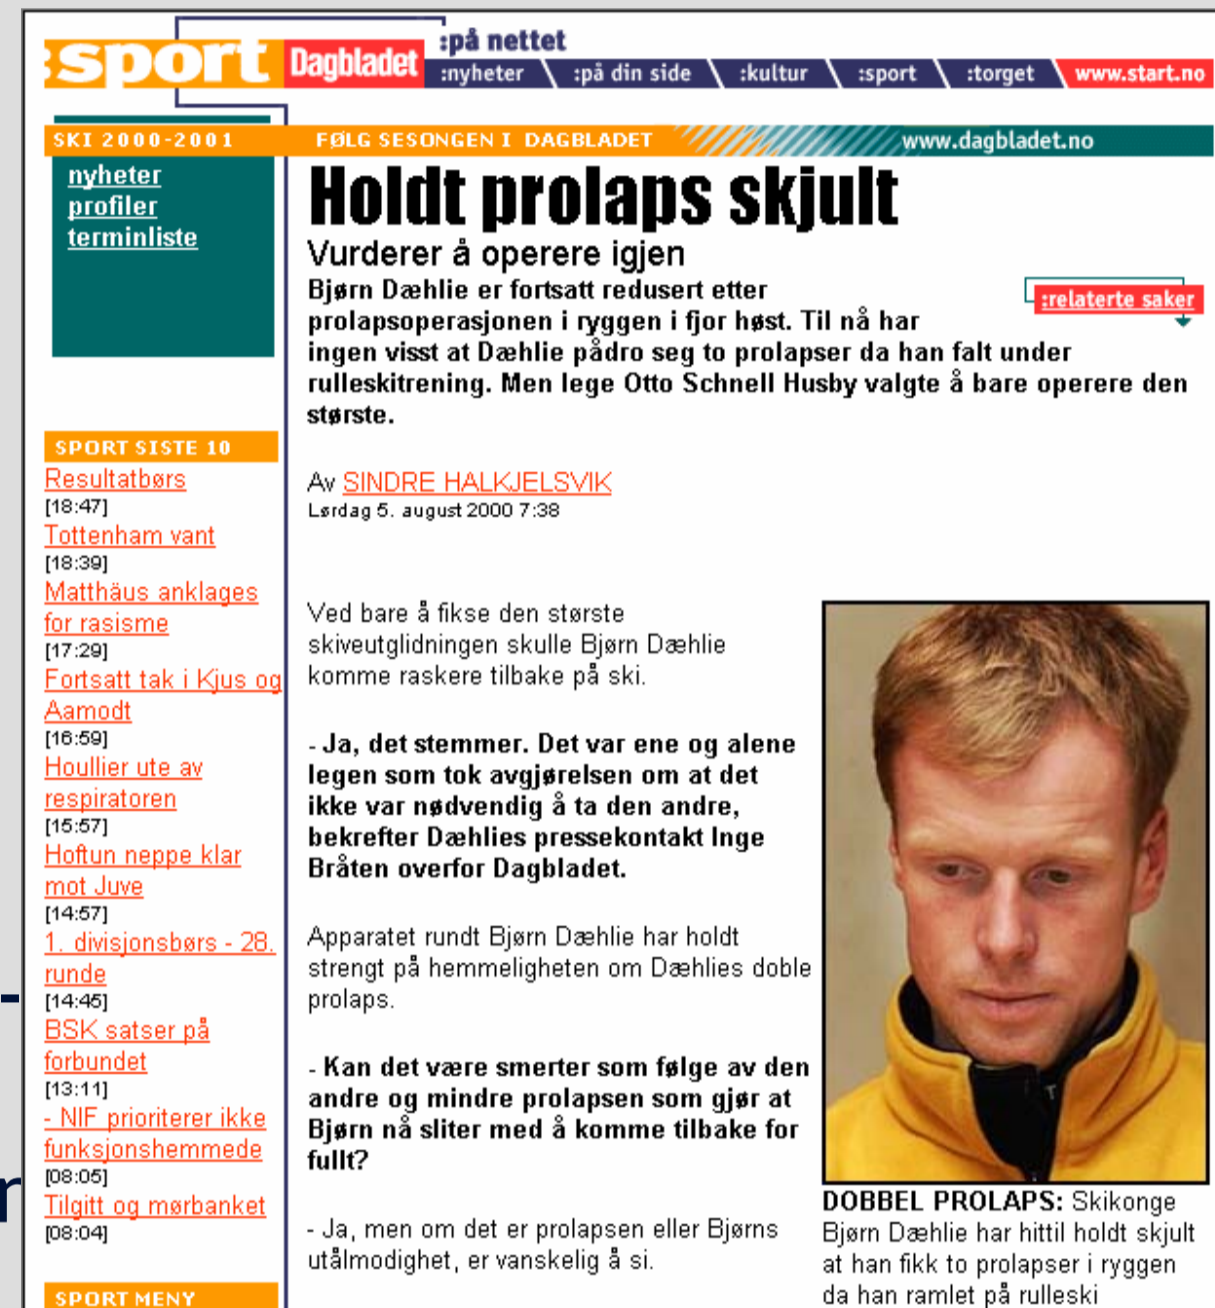 :sport
Dagbladet
:på nettet
:nyheter \ :på din side \ :kultur \ :sport \ :torget \ www.start.no
SKI 2000-2001
FØLG SESONGEN I DAGBLADET
www.dagbladet.no
nyheter
profiler
terminliste
Holdt prolaps skjult
Vurderer å operere igjen
Bjørn Dæhlie er fortsatt redusert etter
prolapsoperasjonen i ryggen i fjor høst. Til nå har
ingen visst at Dæhlie pådro seg to prolapser da han falt under
rulleskitrening. Men lege Otto Schnell Husby valgte å bare operere den
største.
:relaterte saker
Av SINDRE HALKJELSVIK
Lørdag 5. august 2000 7:38
SPORT SISTE 10
Resultatbørs
[18:47]
Tottenham vant
[18:39]
Matthäus anklages
for rasisme
[17:29]
Fortsatt tak i Kjus og
Aamodt
[16:59]
Houllier ute av
respiratoren
[15:57]
Hoftun neppe klar
mot Juve
[14:57]
1. divisjonsbørs - 28.
runde
[14:45]
BSK satser på
forbundet
[13:11]
- NIF prioriterer ikke
funksjonshemmede
[08:05]
Tilgitt og mørbanket
[08:04]
SPORT MENY
Ved bare å fikse den største
skiveutglidningen skulle Bjørn Dæhlie
komme raskere tilbake på ski.
- Ja, det stemmer. Det var ene og alene
legen som tok avgjørelsen om at det
ikke var nødvendig å ta den andre,
bekrefter Dæhlies pressekontakt Inge
Bråten overfor Dagbladet.
Apparatet rundt Bjørn Dæhlie har holdt
strengt på hemmeligheten om Dæhlies doble
prolaps.
- Kan det være smerter som følge av den
andre og mindre prolapsen som gjør at
Bjørn nå sliter med å komme tilbake for
fullt?
- Ja, men om det er prolapsen eller Bjørns
utålmodighet, er vanskelig å si.
DOBBEL PROLAPS: Skikonge
Bjørn Dæhlie har hittil holdt skjult
at han fikk to prolapser i ryggen
da han ramlet på rulleski